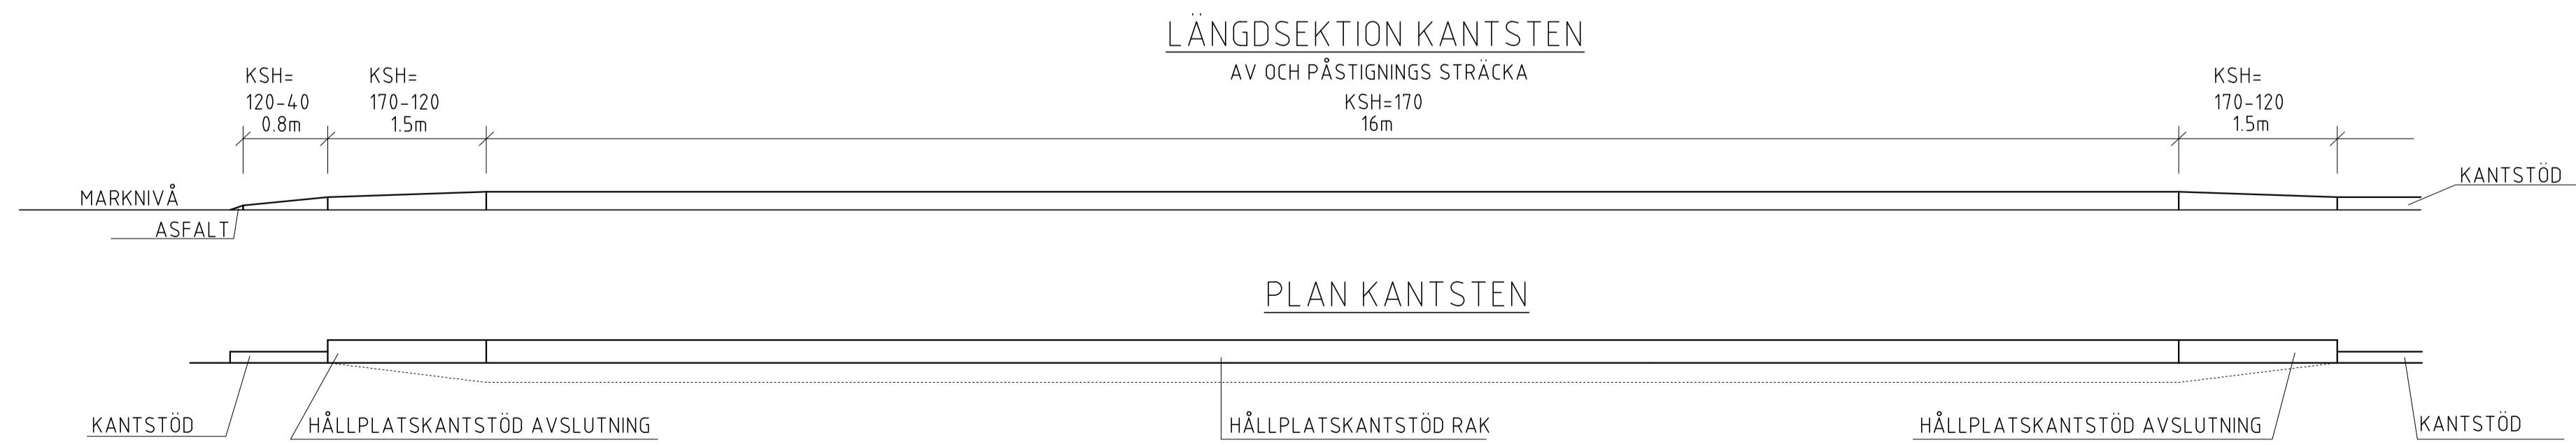 LÄNGDSEKTION KANTSTEN
AV OCH PÅSTIGNINGS STRÄCKA
KSH=
120-40
0.8m
KSH=
170-120
1.5m
KSH=170
16m
KSH=
170-120
1.5m
MARKNIVÅ
ASFALT
KANTSTÖD
PLAN KANTSTEN
KANTSTÖD
HÅLLPLATSKANTSTÖD AVSLUTNING
HÅLLPLATSKANTSTÖD RAK
HÅLLPLATSKANTSTÖD AVSLUTNING
KANTSTÖD